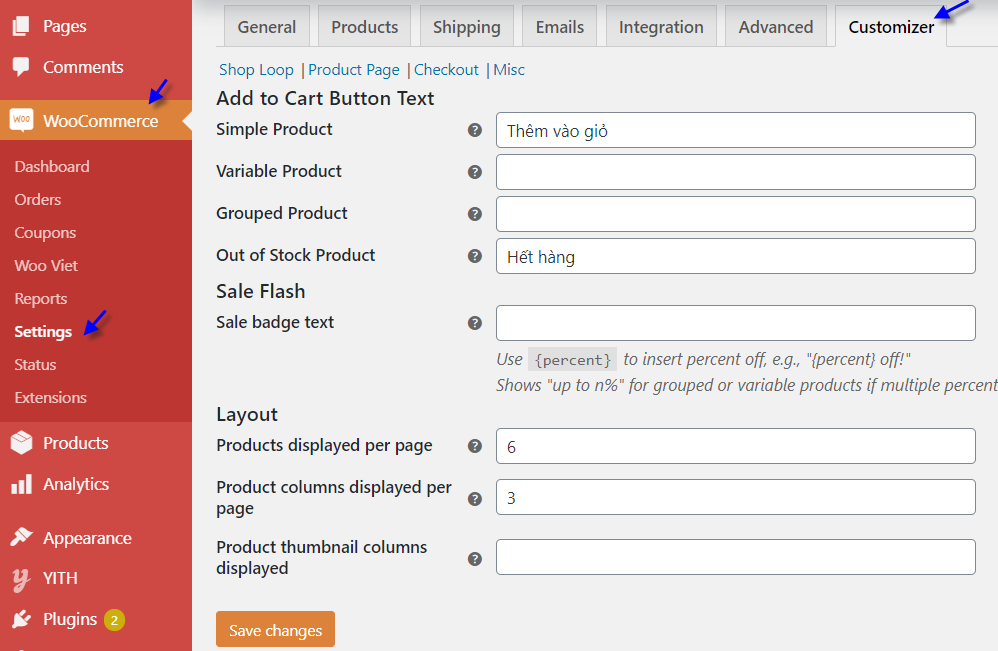 Pages
Comments
WOO WooCommerce
Dashboard
Orders
Coupons
Woo Viet
Reports
Settings
Status
Extensions
Products
Analytics
Appearance
YITH
Plugins 2
General Products Shipping Emails Integration Advanced Customizer
Shop Loop | Product Page | Checkout | Misc
Add to Cart Button Text
Simple Product ? Thêm vào giỏ
Variable Product ?
Grouped Product ?
Out of Stock Product ? Hết hàng
Sale Flash
Sale badge text ?
Use {percent} to insert percent off, e.g., "{percent} off!"
Shows "up to n%" for grouped or variable products if multiple percent
Layout
Products displayed per page ? 6
Product columns displayed per
page ? 3
Product thumbnail columns
displayed ?
Save changes